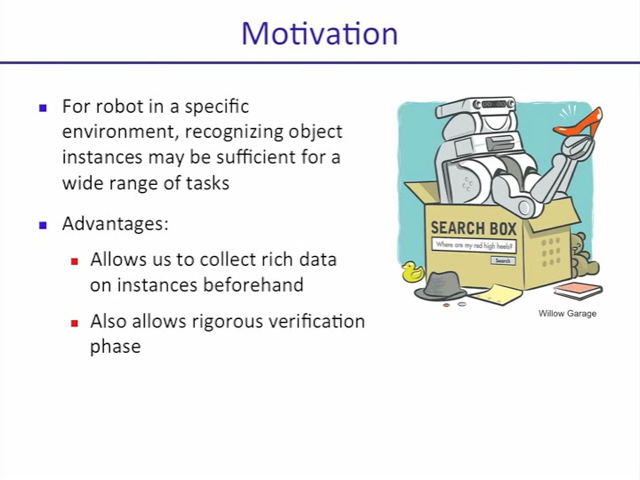 Motivation
For robot in a specific
environment, recognizing object
instances may be sufficient for a
wide range of tasks
Advantages:
Allows us to collect rich data
on instances beforehand
Also allows rigorous verification
phase
SEARCH BOX
Where are my red high heels?
Search
Willow Garage